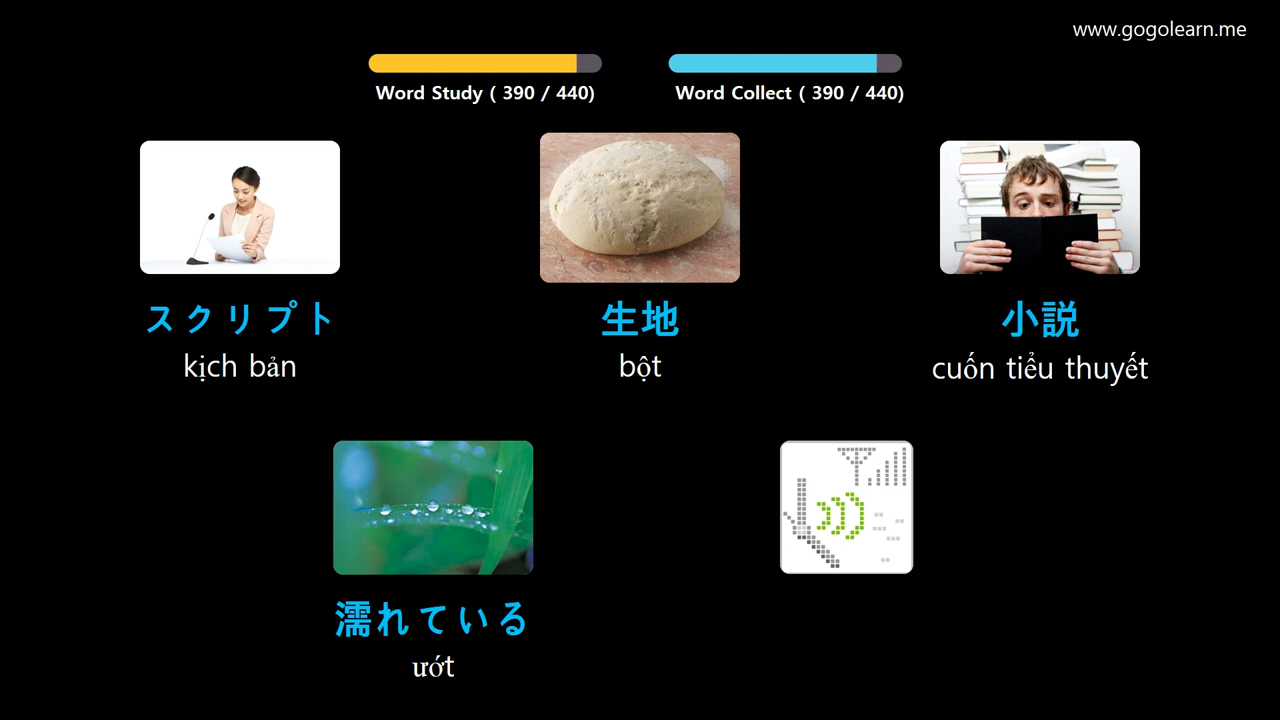 www.gogolearn.me
Word Study ( 390 / 440)
Word Collect ( 390 / 440)
スクリプト
kịch bản
生地
bột
小説
cuốn tiểu thuyết
濡れている
ướt